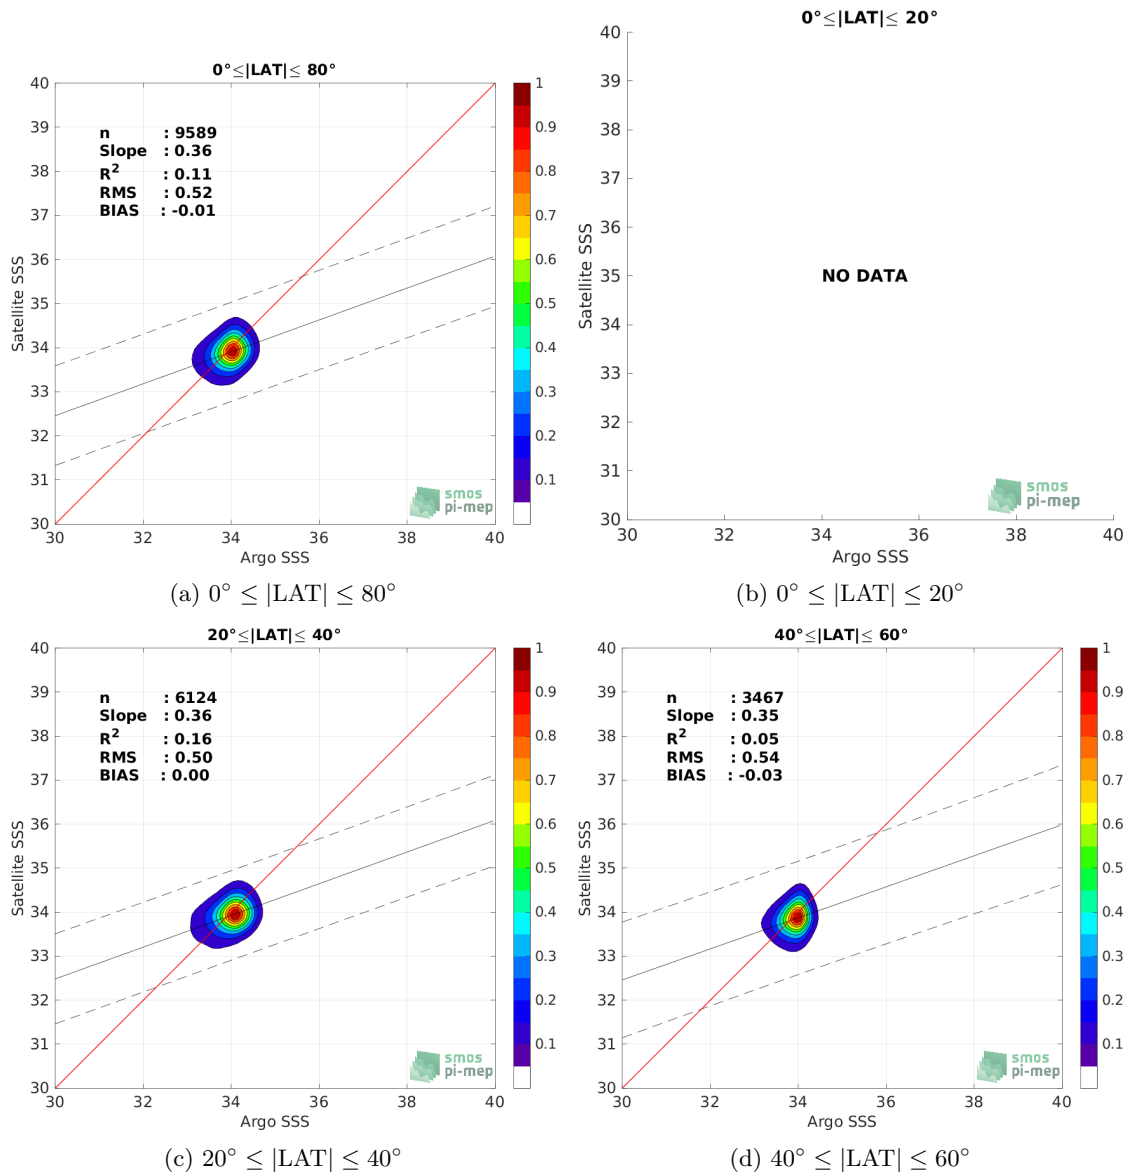 0°≤|LAT|≤ 80°
40
39
38
37
36
35
34
33
32
31
30
Satellite SSS
n : 9589
Slope : 0.36
R² : 0.11
RMS : 0.52
BIAS : -0.01
smos
pi-mep
30 32 34 36 38 40
Argo SSS
1
0.9
0.8
0.7
0.6
0.5
0.4
0.3
0.2
0.1
(a) 0° ≤ |LAT| ≤ 80°
0°≤|LAT|≤ 20°
40
39
38
37
36
35
34
33
32
31
30
Satellite SSS
NO DATA
smos
pi-mep
30 32 34 36 38 40
Argo SSS
(b) 0° ≤ |LAT| ≤ 20°
20°≤|LAT|≤ 40°
40
39
38
37
36
35
34
33
32
31
30
Satellite SSS
n : 6124
Slope : 0.36
R² : 0.16
RMS : 0.50
BIAS : 0.00
smos
pi-mep
30 32 34 36 38 40
Argo SSS
1
0.9
0.8
0.7
0.6
0.5
0.4
0.3
0.2
0.1
(c) 20° ≤ |LAT| ≤ 40°
40°≤|LAT|≤ 60°
40
39
38
37
36
35
34
33
32
31
30
Satellite SSS
n : 3467
Slope : 0.35
R² : 0.05
RMS : 0.54
BIAS : -0.03
smos
pi-mep
30 32 34 36 38 40
Argo SSS
1
0.9
0.8
0.7
0.6
0.5
0.4
0.3
0.2
0.1
(d) 40° ≤ |LAT| ≤ 60°